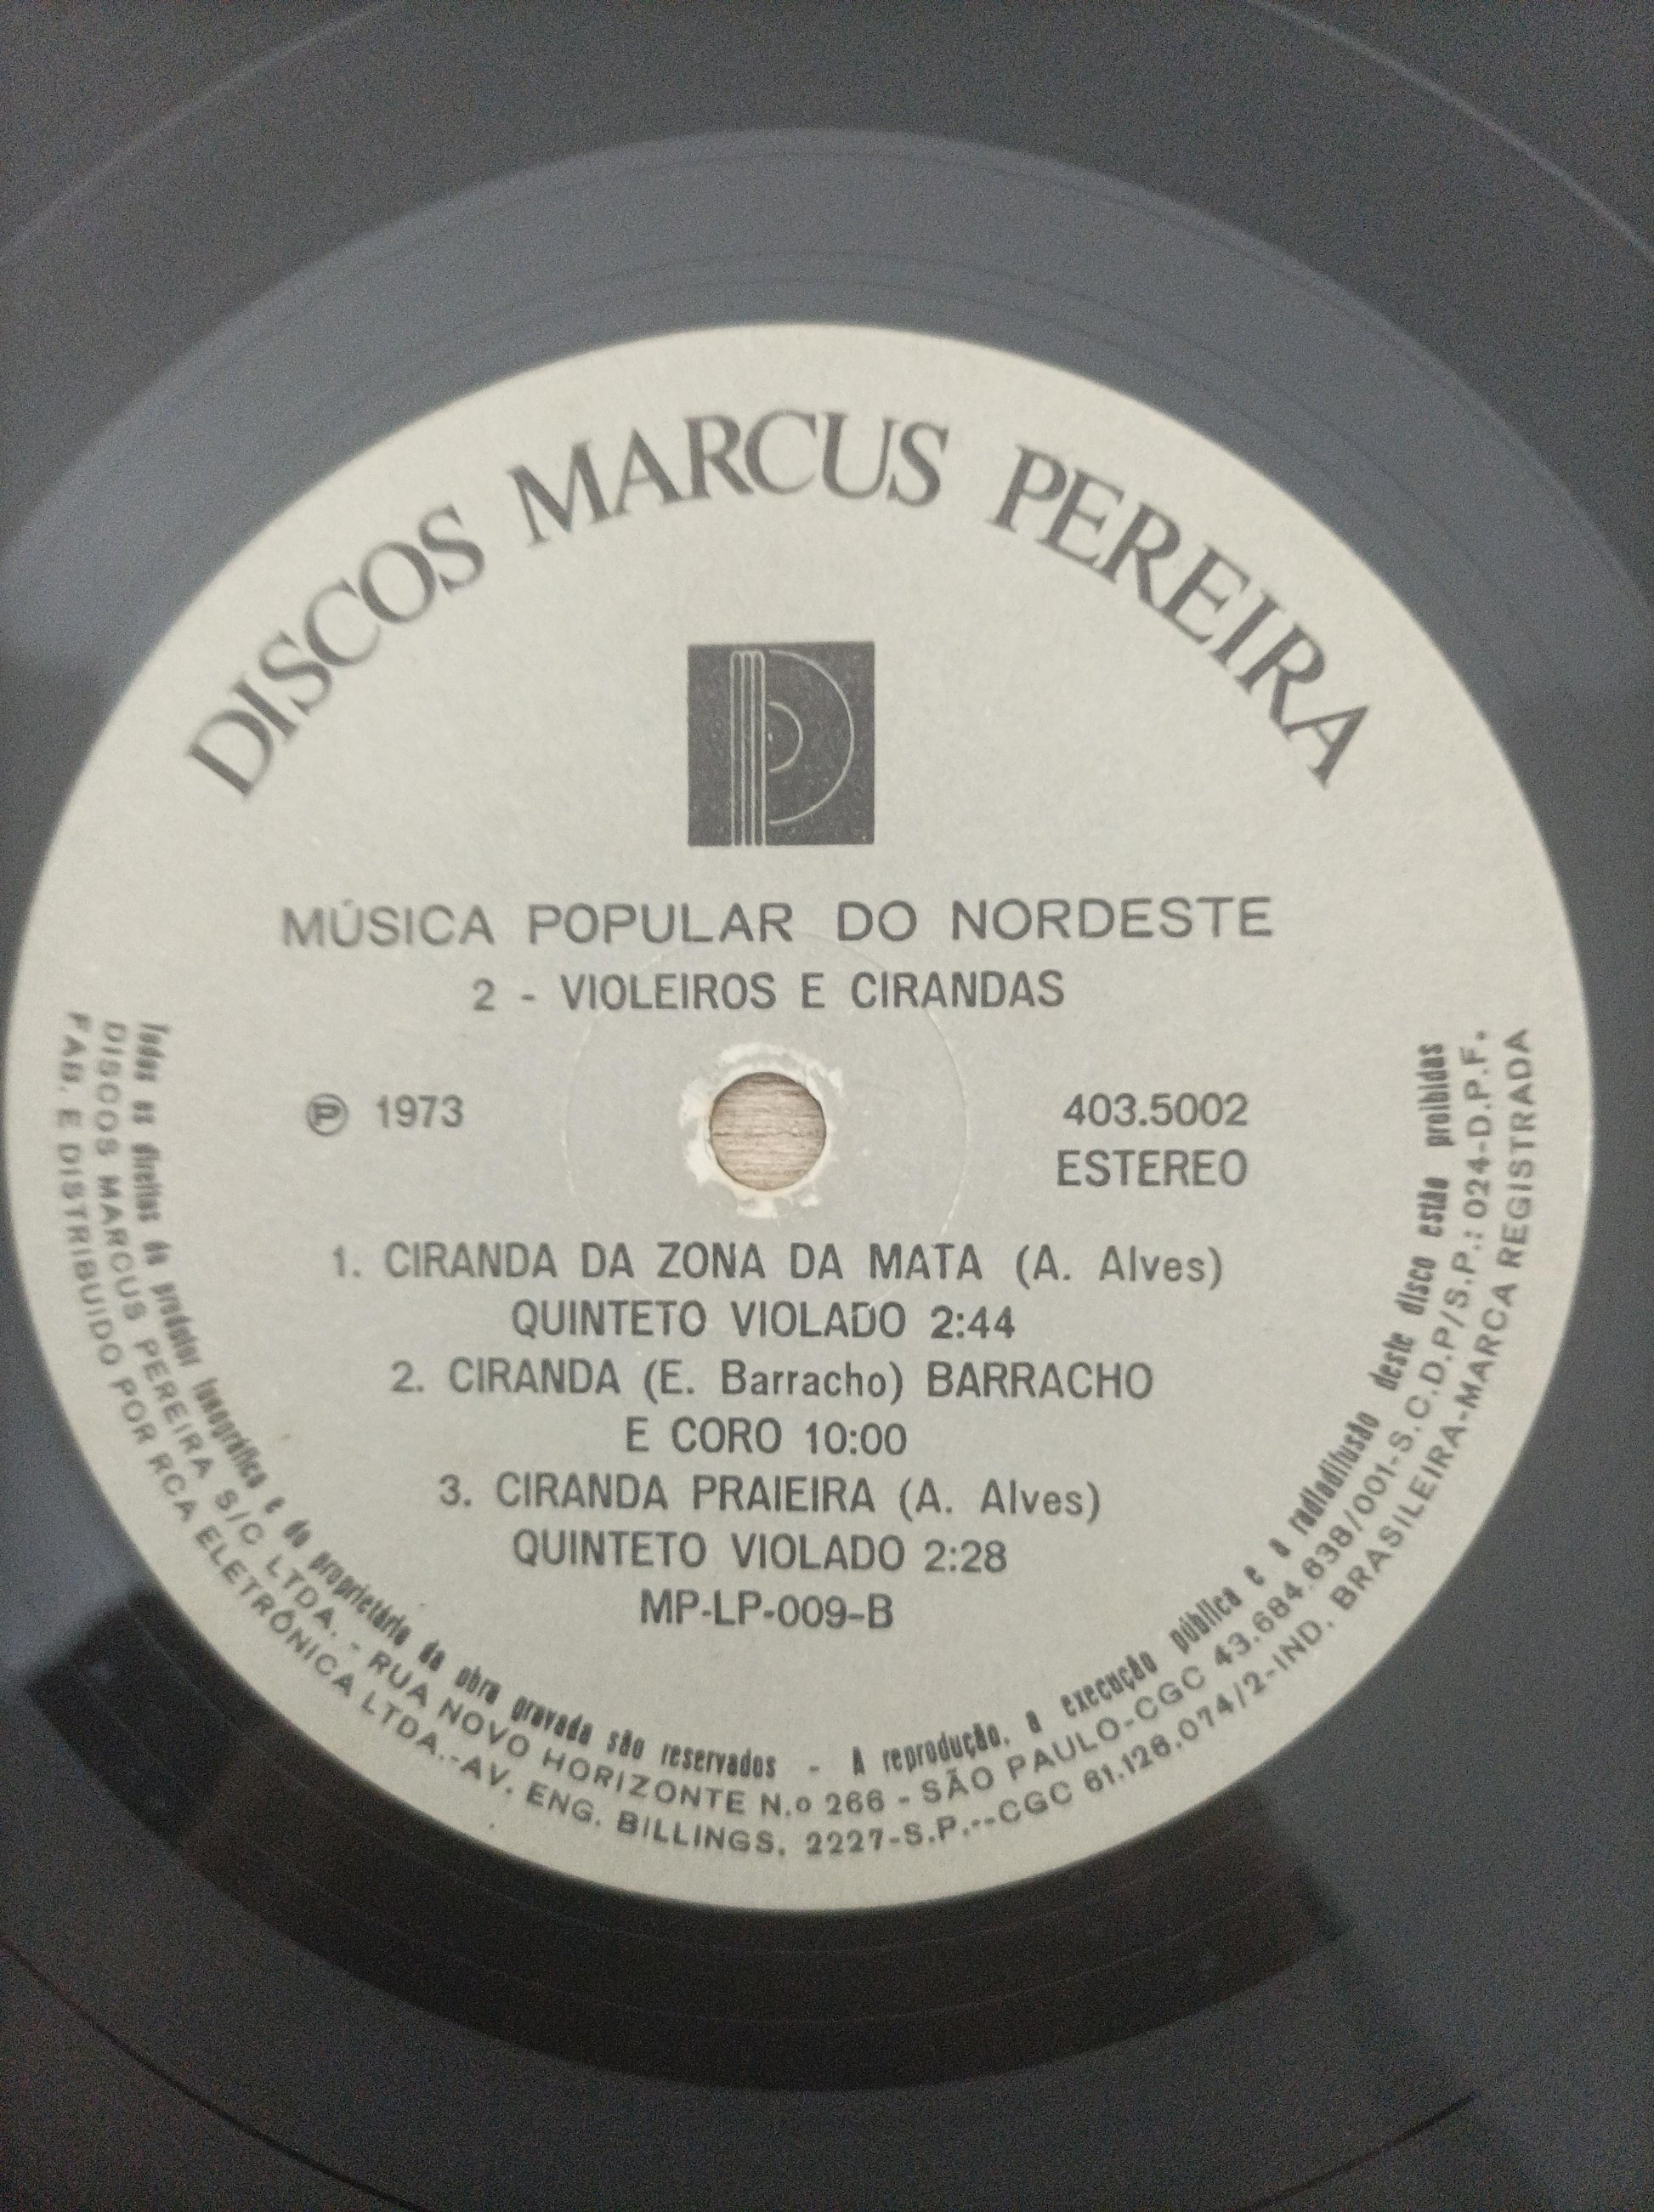 DISCOS MARCUS PEREIRA
MÚSICA POPULAR DO NORDESTE
2 - VIOLEIROS E CIRANDAS
℗ 1973
403.5002
ESTEREO
1. CIRANDA DA ZONA DA MATA (A. Alves)
QUINTETO VIOLADO 2:44
2. CIRANDA (E. Barracho) BARRACHO
E CORO 10:00
3. CIRANDA PRAIEIRA (A. Alves)
QUINTETO VIOLADO 2:28
MP-LP-009-B
Todos os direitos do produtor fonográfico e do proprietário da obra gravada são reservados - A reprodução, a execução pública e a radiadifusão deste disco estão proibidas
DISCOS MARCUS PEREIRA S/C LTDA. - RUA NOVO HORIZONTE N.o 266 - SÃO PAULO-CGC 43.684.638/001-S.C.D.P/S.P.: 024-D.P.F.
FAB. E DISTRIBUIDO POR RCA ELETRÔNICA LTDA.-AV. ENG. BILLINGS, 2227-S.P.--CGC 61.126.074/2-IND. BRASILEIRA-MARCA REGISTRADA